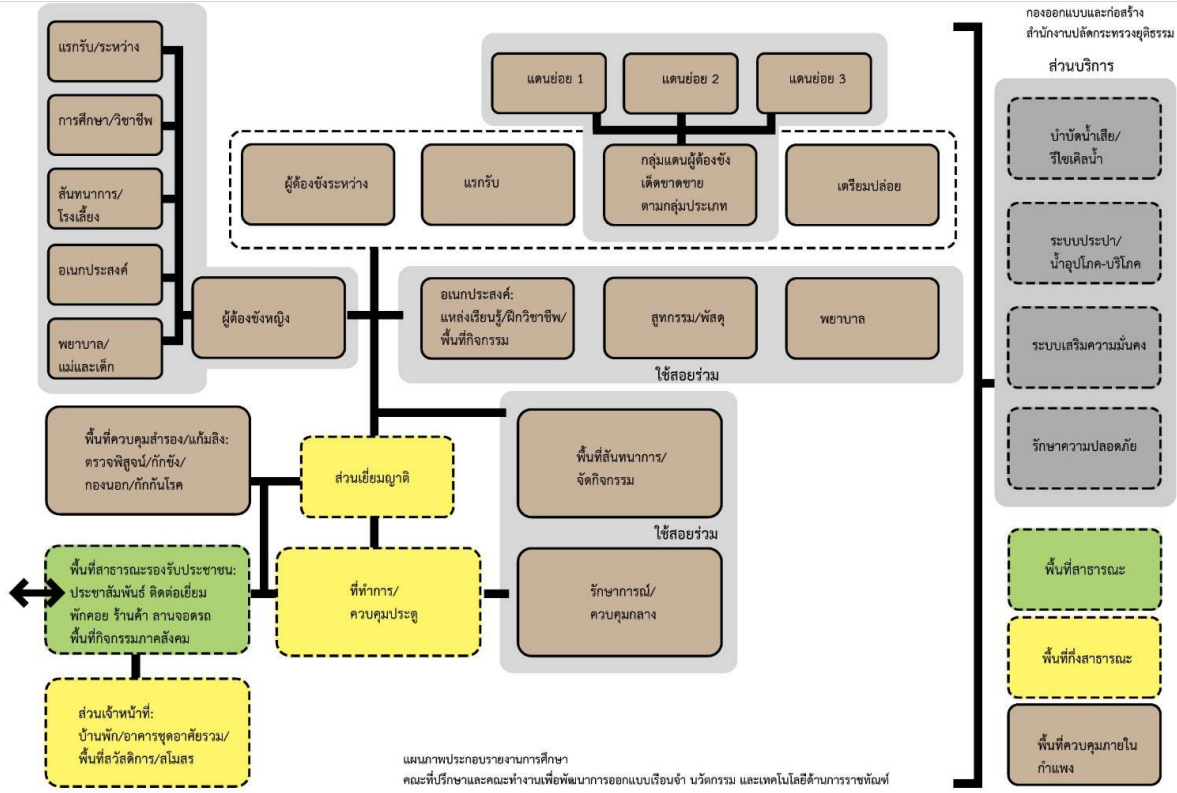 กองออกแบบและก่อสร้าง
สำนักงานปลัดกระทรวงยุติธรรม
แรกรับ/ระหว่าง
การศึกษา/วิชาชีพ
สันทนาการ/
โรงเลี้ยง
อเนกประสงค์
พยาบาล/
แม่และเด็ก
ผู้ต้องขังหญิง
แดนย่อย 1
แดนย่อย 2
แดนย่อย 3
ผู้ต้องขังระหว่าง
แรกรับ
กลุ่มแดนผู้ต้องขัง
เด็ดขาดชาย
ตามกลุ่มประเภท
เตรียมปล่อย
อเนกประสงค์:
แหล่งเรียนรู้/ฝึกวิชาชีพ/
พื้นที่กิจกรรม
สูทกรรม/พัสดุ
พยาบาล
ใช้สอยร่วม
พื้นที่ควบคุมสำรอง/แก้มลิง:
ตรวจพิสูจน์/กักขัง/
กองนอก/กักกันโรค
ส่วนเยี่ยมญาติ
พื้นที่สันทนาการ/
จัดกิจกรรม
ใช้สอยร่วม
พื้นที่สาธารณะรองรับประชาชน:
ประชาสัมพันธ์ ติดต่อเยี่ยม
พักคอย ร้านค้า ลานจอดรถ
พื้นที่กิจกรรมภาคสังคม
ที่ทำการ/
ควบคุมประตู
รักษาการณ์/
ควบคุมกลาง
ส่วนเจ้าหน้าที่:
บ้านพัก/อาคารชุดอาศัยรวม/
พื้นที่สวัสดิการ/สโมสร
ส่วนบริการ
บำบัดน้ำเสีย/
รีไซเคิลน้ำ
ระบบประปา/
น้ำอุปโภค-บริโภค
ระบบเสริมความมั่นคง
รักษาความปลอดภัย
พื้นที่สาธารณะ
พื้นที่กึ่งสาธารณะ
พื้นที่ควบคุมภายใน
กำแพง
แผนภาพประกอบรายงานการศึกษา
คณะที่ปรึกษาและคณะทำงานเพื่อพัฒนาการออกแบบเรือนจำ นวัตกรรม และเทคโนโลยีด้านการราชทัณฑ์